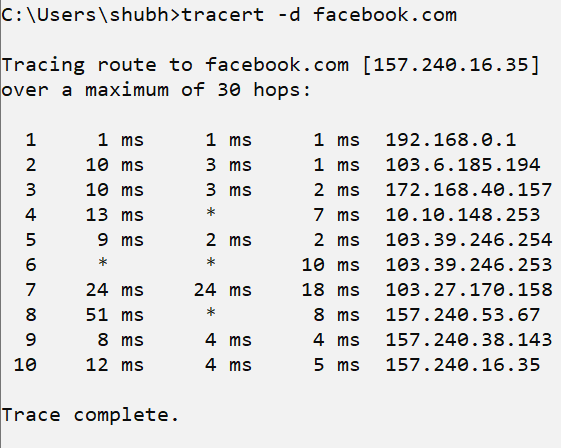 C:\Users\shubh>tracert -d facebook.com
Tracing route to facebook.com [157.240.16.35]
over a maximum of 30 hops:
1 1 ms 1 ms 1 ms 192.168.0.1
2 10 ms 3 ms 1 ms 103.6.185.194
3 10 ms 3 ms 2 ms 172.168.40.157
4 13 ms * 7 ms 10.10.148.253
5 9 ms 2 ms 2 ms 103.39.246.254
6 * * 10 ms 103.39.246.253
7 24 ms 24 ms 18 ms 103.27.170.158
8 51 ms * 8 ms 157.240.53.67
9 8 ms 4 ms 4 ms 157.240.38.143
10 12 ms 4 ms 5 ms 157.240.16.35
Trace complete.